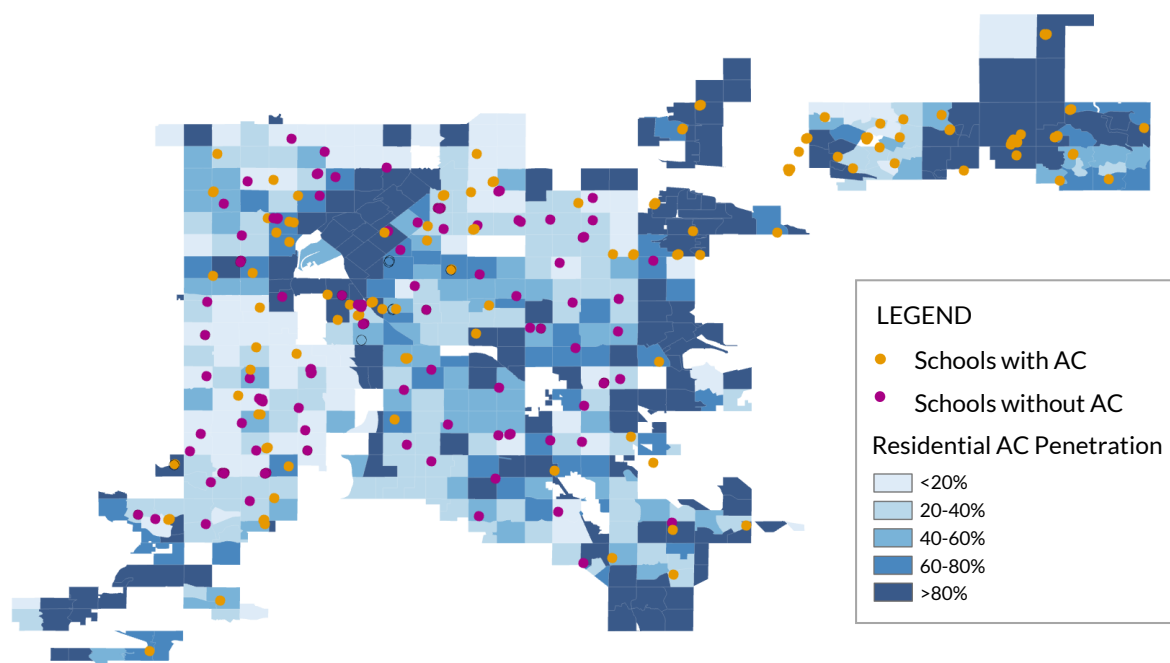 LEGEND
Schools with AC
Schools without AC
Residential AC Penetration
<20%
20-40%
40-60%
60-80%
>80%